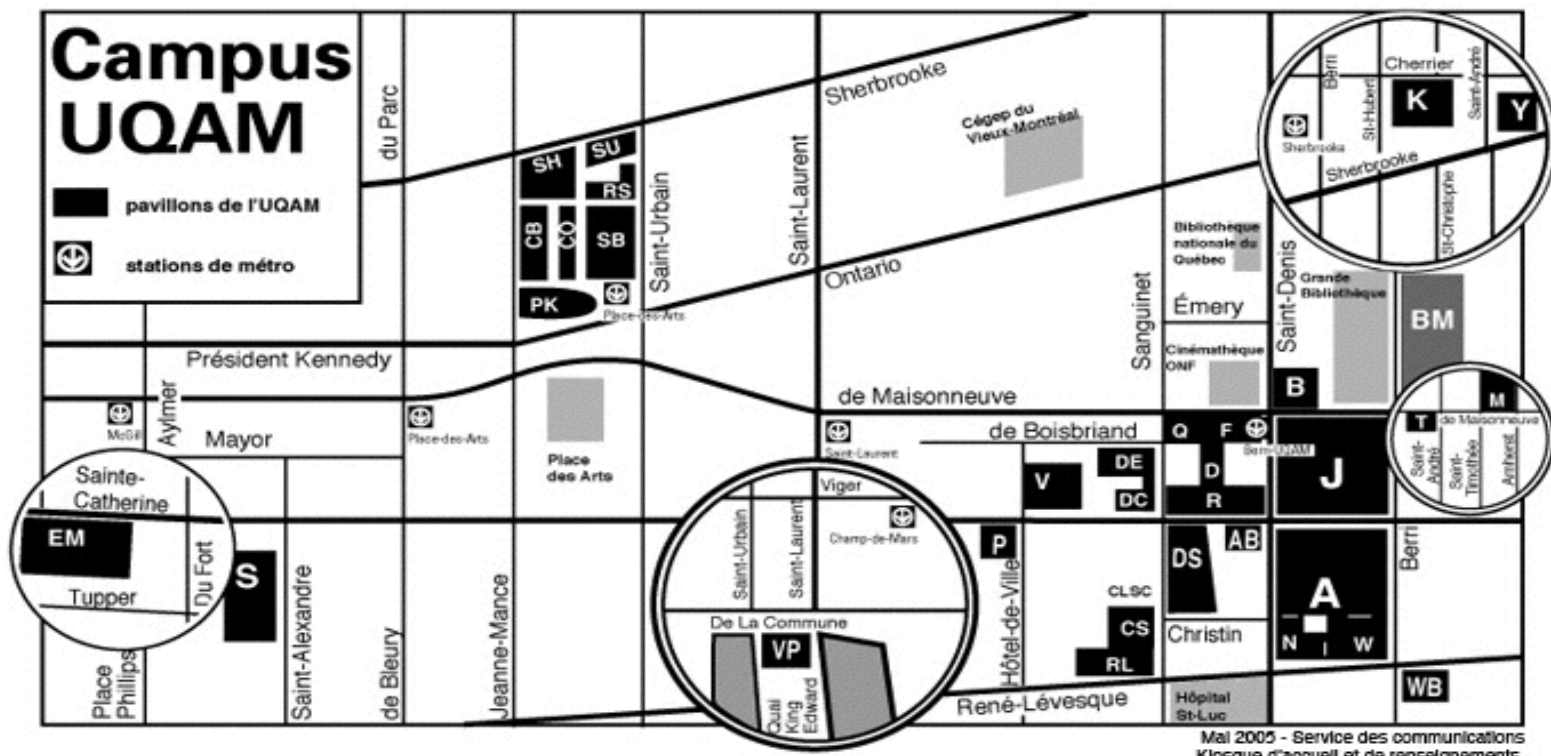 Campus
UQAM
pavillons de l'UQAM
stations de métro
du Parc
SH
SU
RS
CB
CO
SB
PK
Place-des-Arts
Saint-Urbain
Saint-Laurent
Sherbrooke
Ontario
Cégep du
Vieux-Montréal
Bibliothèque
nationale du
Québec
Émery
Cinémathèque
ONF
Sanguinet
Saint-Denis
Grande
Bibliothèque
BM
B
Berri
Cherrier
St-Hubert
K
Saint-André
Y
Sherbrooke
Sherbrooke
St-Christophe
Président Kennedy
McGill
Aylmer
Mayor
Place-des-Arts
Place
des Arts
de Maisonneuve
Saint-Laurent
de Boisbriand
Q
F
Berri-UQAM
D
R
DE
DC
V
J
M
T
de Maisonneuve
Saint-
André
Saint-
Timothée
Amherst
Sainte-
Catherine
EM
Tupper
Du Fort
S
Place
Phillips
Saint-Alexandre
de Bleury
Jeanne-Mance
Viger
Saint-Urbain
Saint-Laurent
Champ-de-Mars
De La Commune
VP
Quai
King
Edward
P
Hôtel-de-Ville
CLSC
CS
RL
DS
AB
Christin
A
N
I
W
Berri
WB
René-Lévesque
Hôpital
St-Luc
Mai 2005 - Service des communications
Kiosque d'accueil et de renseignements